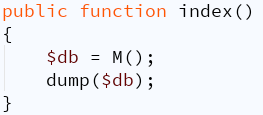 public function index()
{
    $db = M();
    dump($db);
}